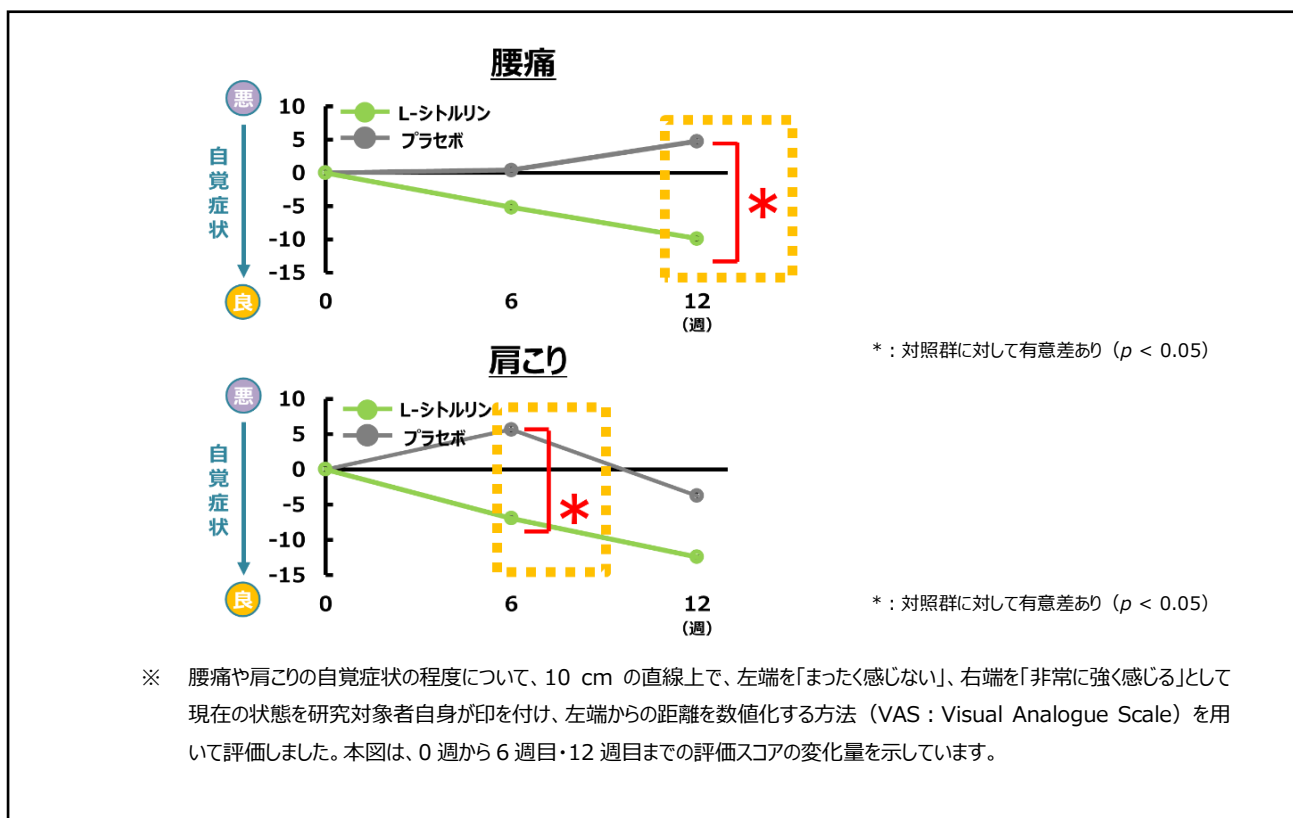 腰痛
悪
自覚症状
良
10
5
0
-5
-10
-15
L-シトルリン
プラセボ
*
0 6 12
(週)
*：対照群に対して有意差あり（p < 0.05）
肩こり
悪
自覚症状
良
10
5
0
-5
-10
-15
L-シトルリン
プラセボ
*
0 6 12
(週)
*：対照群に対して有意差あり（p < 0.05）
※ 腰痛や肩こりの自覚症状の程度について、10 cm の直線上で、左端を「まったく感じない」、右端を「非常に強く感じる」として
現在の状態を研究対象者自身が印を付け、左端からの距離を数値化する方法（VAS：Visual Analogue Scale）を用
いて評価しました。本図は、0 週から 6 週目・12 週目までの評価スコアの変化量を示しています。